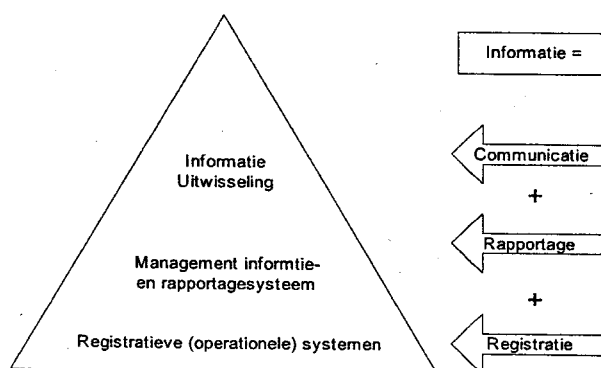 Informatie =
Informatie
Uitwisseling
Communicatie
+
Management informtie-
en rapportagesysteem
Rapportage
+
Registratieve (operationele) systemen
Registratie